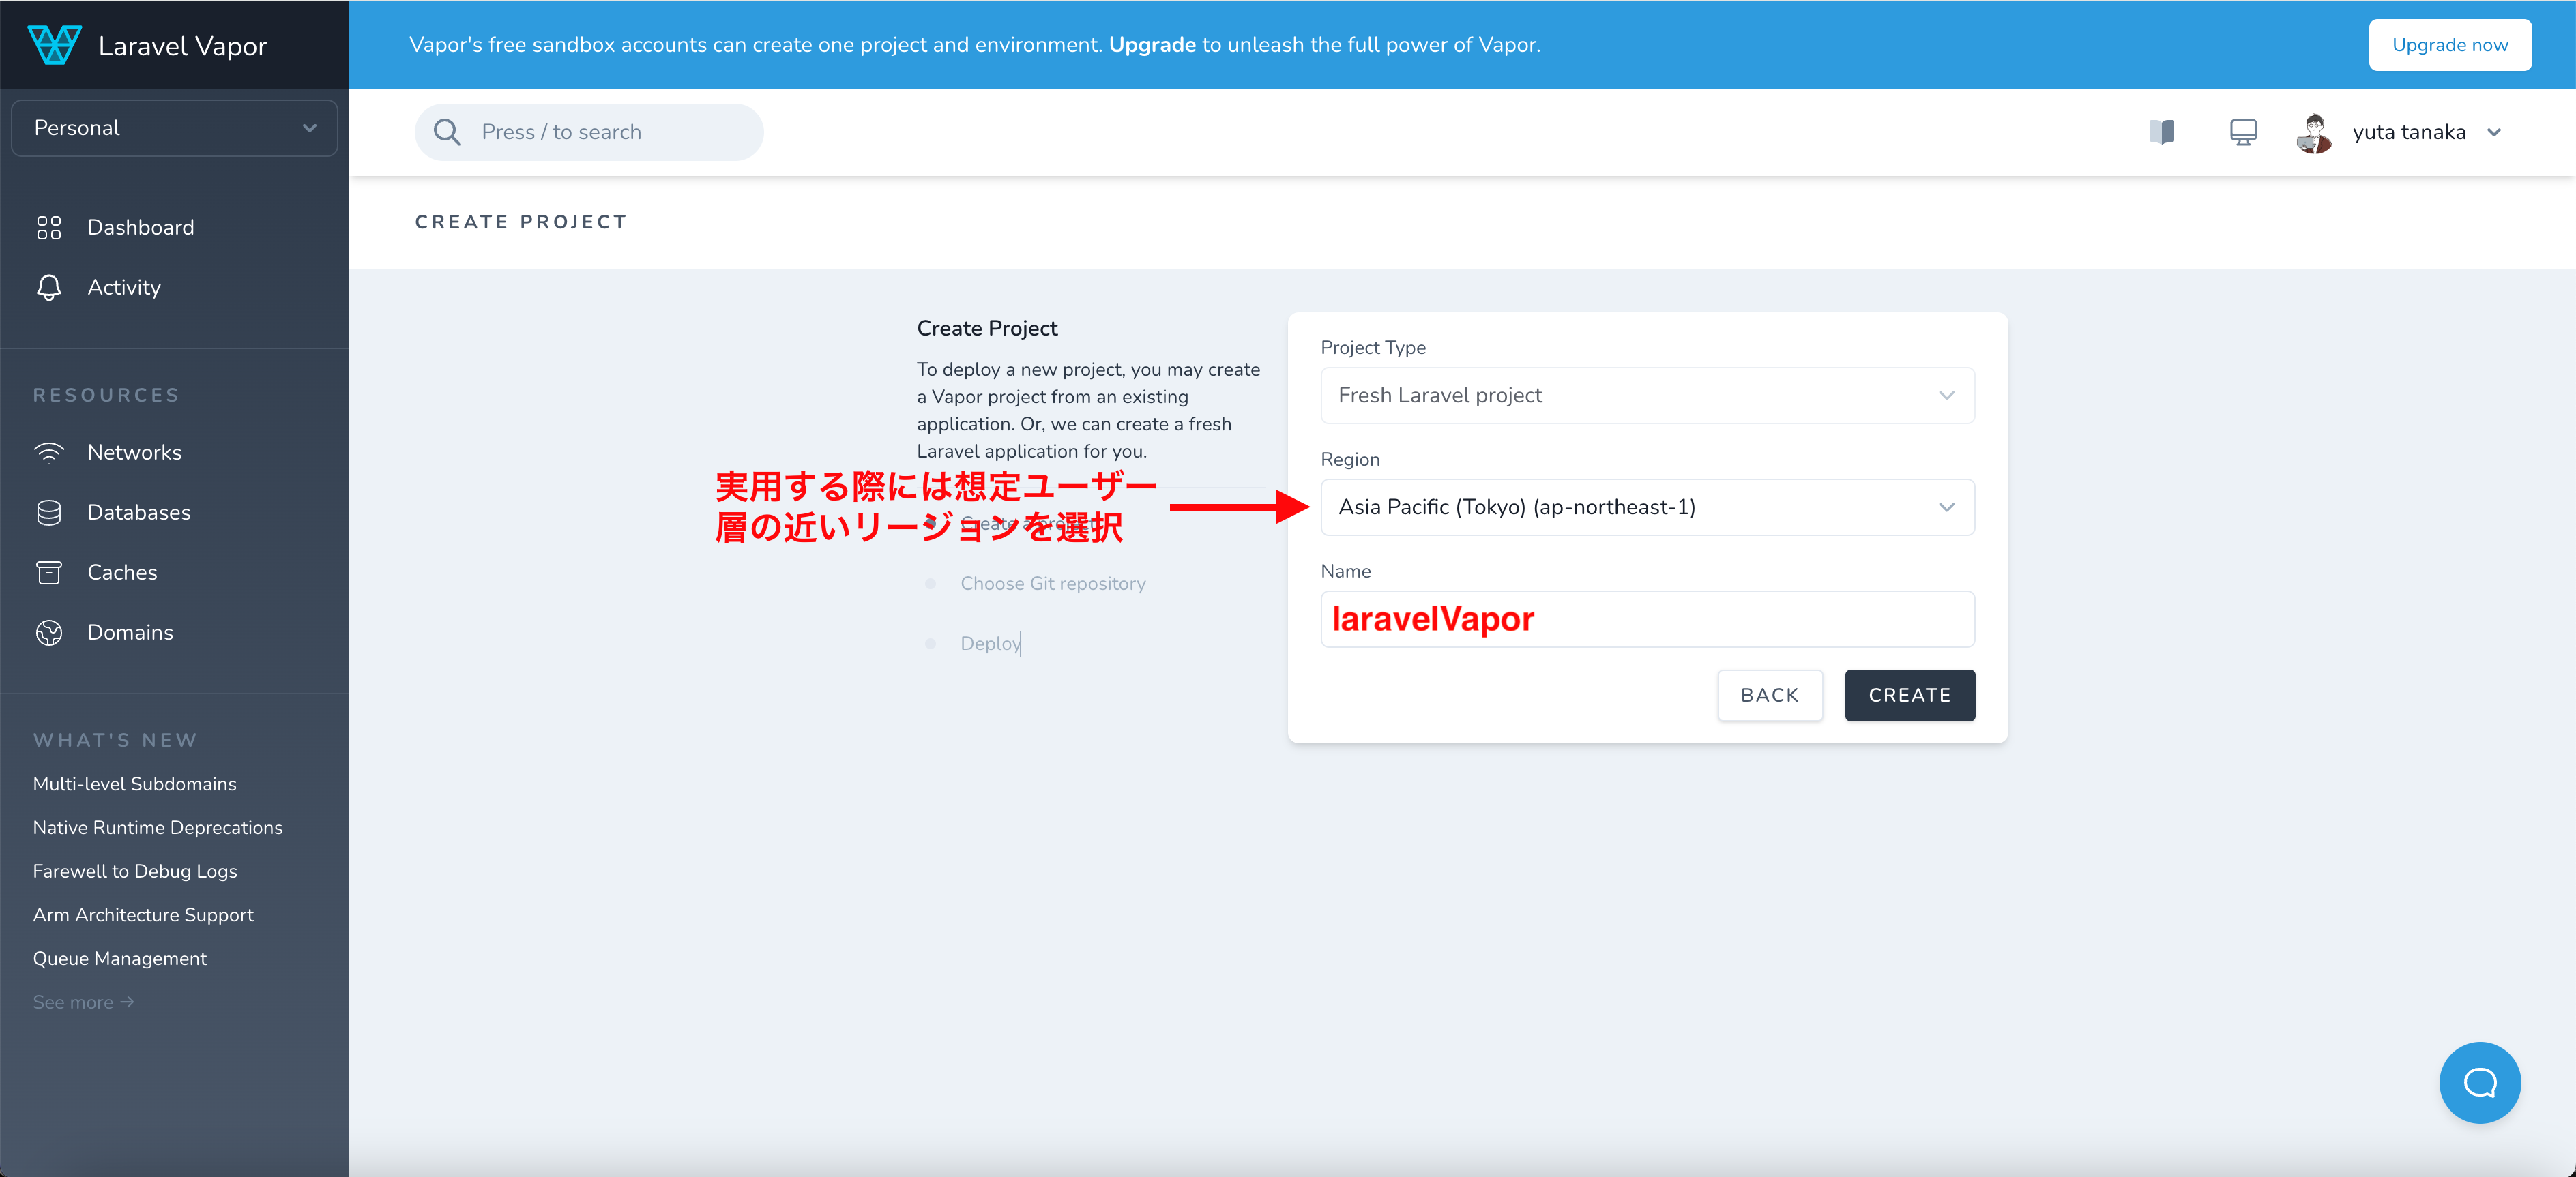 Laravel Vapor
Vapor's free sandbox accounts can create one project and environment. Upgrade to unleash the full power of Vapor.
Upgrade now
Personal
Press / to search
yuta tanaka
Dashboard
Activity
RESOURCES
Networks
Databases
Caches
Domains
WHAT'S NEW
Multi-level Subdomains
Native Runtime Deprecations
Farewell to Debug Logs
Arm Architecture Support
Queue Management
See more →
CREATE PROJECT
Create Project
To deploy a new project, you may create
a Vapor project from an existing
application. Or, we can create a fresh
Laravel application for you.
実用する際には想定ユーザー
層の近いリージョンを選択
Create a project
Choose Git repository
Deploy
Project Type
Fresh Laravel project
Region
Asia Pacific (Tokyo) (ap-northeast-1)
Name
laravelVapor
BACK
CREATE